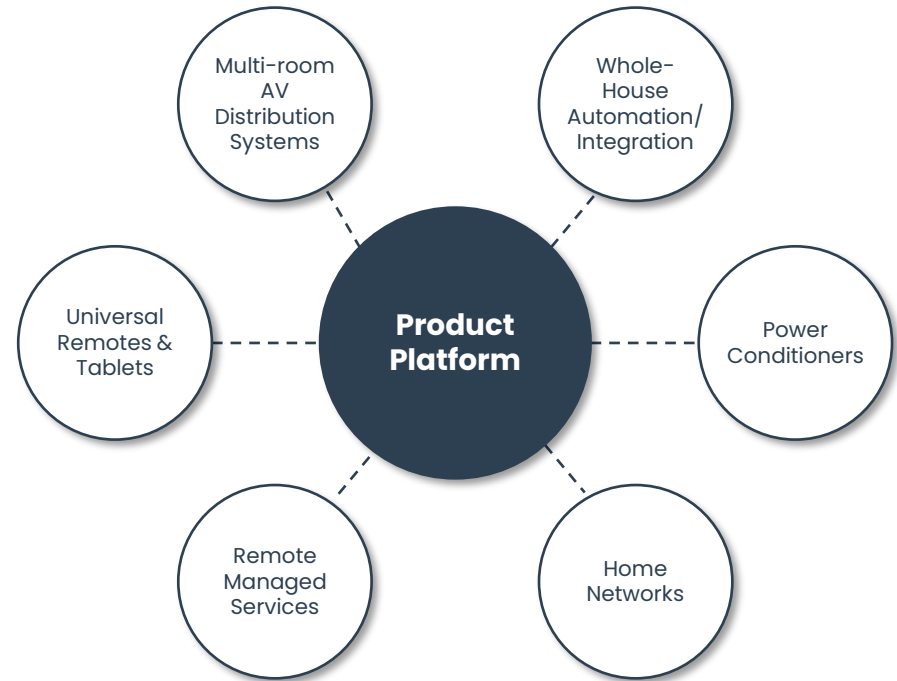 Multi-room
AV
Distribution
Systems
Whole-
House
Automation/
Integration
Universal
Remotes &
Tablets
Product
Platform
Power
Conditioners
Remote
Managed
Services
Home
Networks